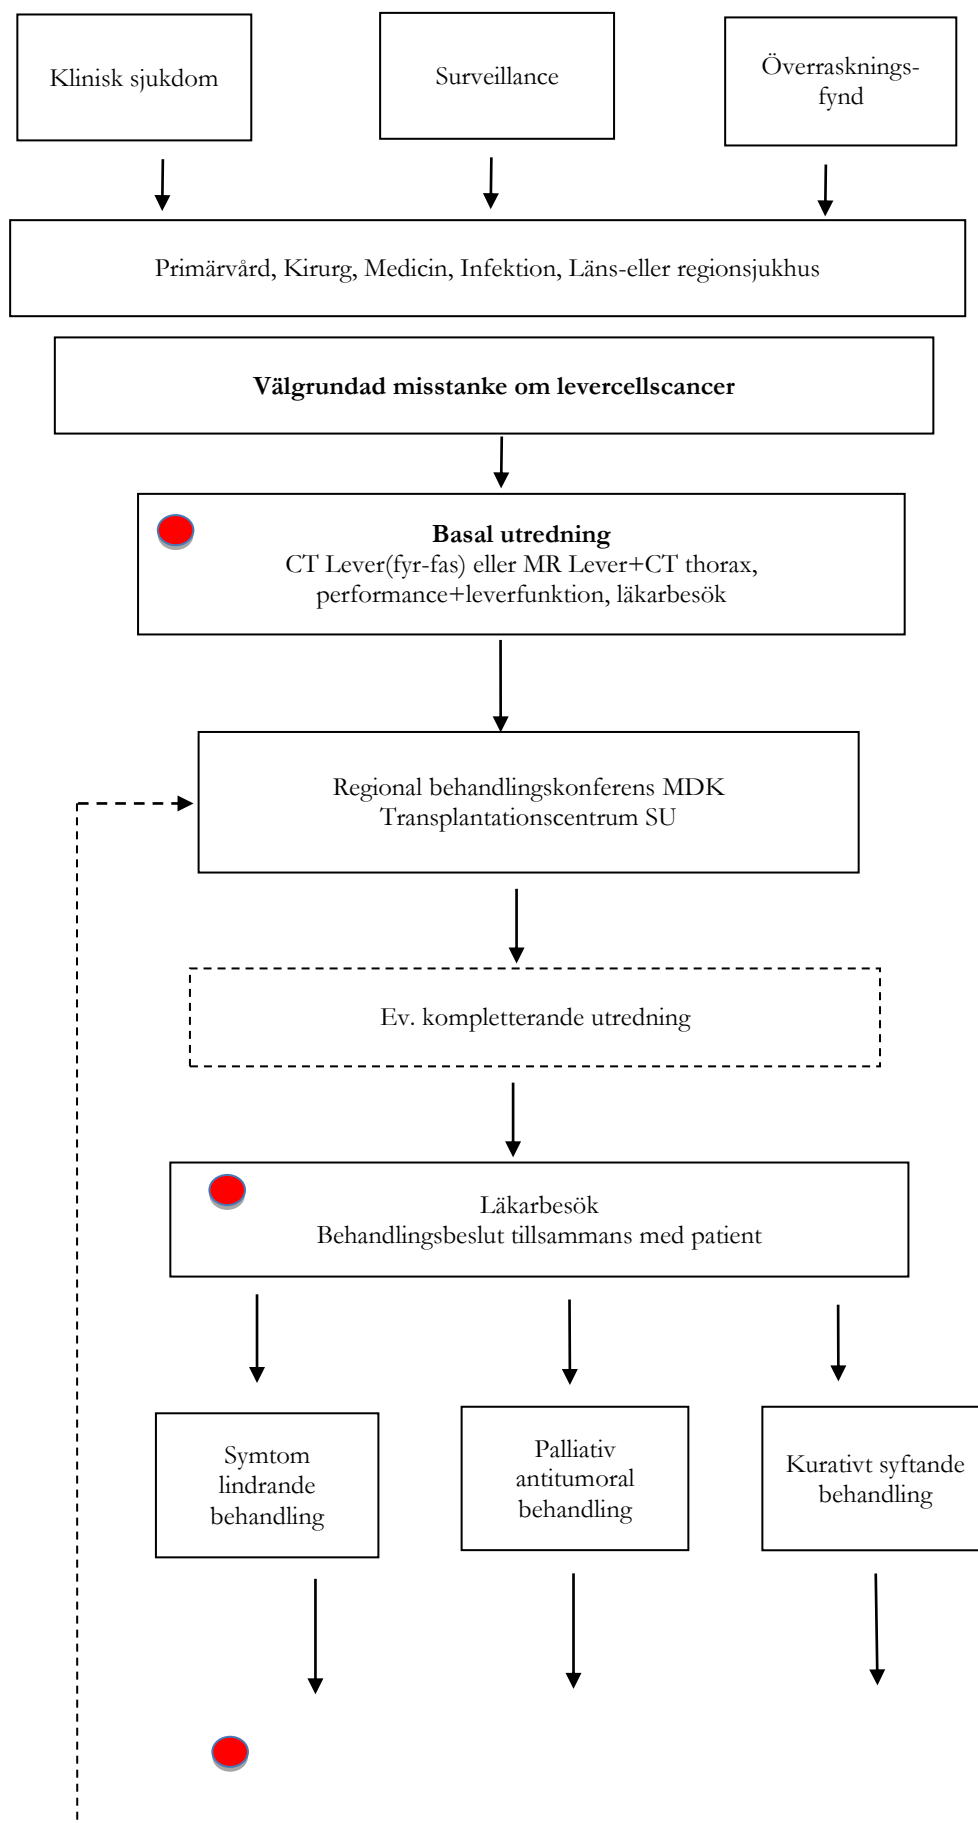 Klinisk sjukdom
Surveillance
Överrasknings-
fynd
Primärvård, Kirurg, Medicin, Infektion, Läns-eller regionsjukhus
Välgrundad misstanke om levercellscancer
Basal utredning
CT Lever(fyr-fas) eller MR Lever+CT thorax,
performance+leverfunktion, läkarbesök
Regional behandlingskonferens MDK
Transplantationscentrum SU
Ev. kompletterande utredning
Läkarbesök
Behandlingsbeslut tillsammans med patient
Symtom
lindrande
behandling
Palliativ
antitumoral
behandling
Kurativt syftande
behandling